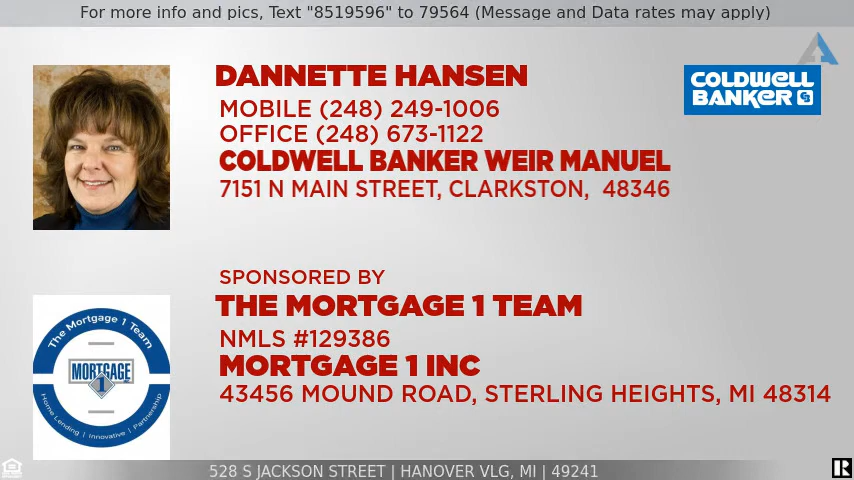 For more info and pics, Text "8519596" to 79564 (Message and Data rates may apply)
DANNETTE HANSEN
MOBILE (248) 249-1006
OFFICE (248) 673-1122
COLDWELL BANKER WEIR MANUEL
7151 N MAIN STREET, CLARKSTON, 48346
COLDWELL
BANKER CB
SPONSORED BY
THE MORTGAGE 1 TEAM
NMLS #129386
MORTGAGE 1 INC
43456 MOUND ROAD, STERLING HEIGHTS, MI 48314
The Mortgage 1 Team
MORTGAGE
1
Home Lending | Innovative | Partnership
528 S JACKSON STREET | HANOVER VLG, MI | 49241